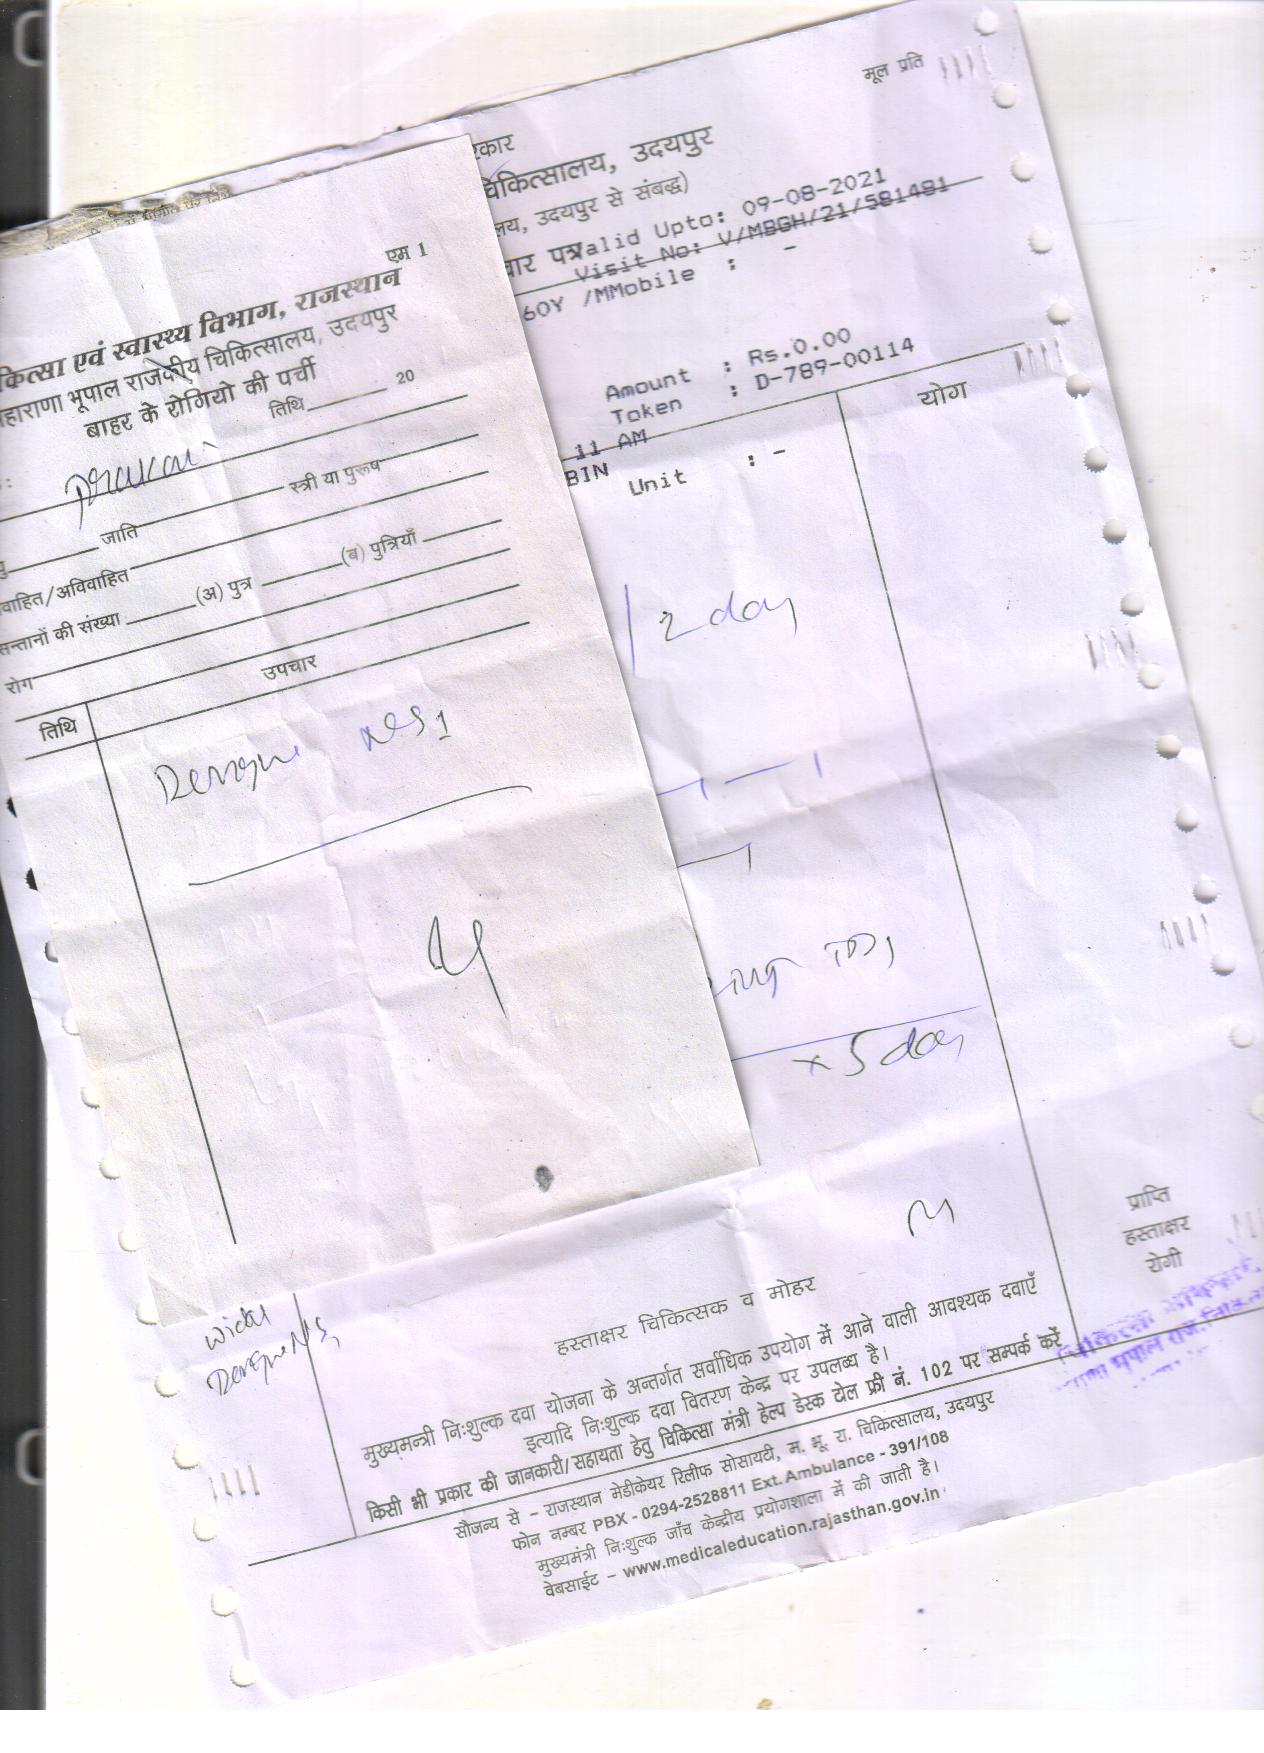 एम 1
चिकित्सा एवं स्वास्थ्य विभाग, राजस्थान
महाराणा भूपाल राजकीय चिकित्सालय, उदयपुर
बाहर के रोगियो की पर्ची
तिथि 20
जाति स्त्री या पुरूष
वाहित/अविवाहित
सन्तानों की संख्या (अ) पुत्र (ब) पुत्रियाँ
रोग
तिथि उपचार
Dengue NS1
मूल प्रति
रकार
चिकित्सालय, उदयपुर
लय, उदयपुर से संबद्ध)
चार पत्र Valid Upto: 09-08-2021
Visit No: V/MBGH/21/581481
60Y /MMobile : -
Amount : Rs.0.00
Token : D-789-00114
11 AM
BIN
Unit : -
योग
2 day
x 5 day
Widal
Dengue NS1
प्राप्ति
हस्ताक्षर
रोगी
हस्ताक्षर चिकित्सक व मोहर
मुख्यमन्त्री निःशुल्क दवा योजना के अन्तर्गत सर्वाधिक उपयोग में आने वाली आवश्यक दवाएँ
इत्यादि निःशुल्क दवा वितरण केन्द्र पर उपलब्ध है।
किसी भी प्रकार की जानकारी/सहायता हेतु चिकित्सा मंत्री हेल्प डेस्क टोल फ्री नं. 102 पर सम्पर्क करें
सौजन्य से – राजस्थान मेडीकेयर रिलीफ सोसायटी, म. भू. रा. चिकित्सालय, उदयपुर
फोन नम्बर PBX - 0294-2528811 Ext. Ambulance - 391/108
मुख्यमंत्री निःशुल्क जाँच केन्द्रीय प्रयोगशाला में की जाती है।
वेबसाईट – www.medicaleducation.rajasthan.gov.in